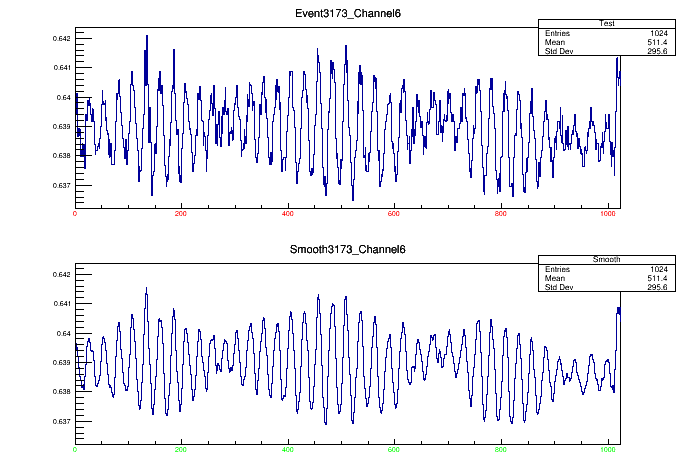 Event3173_Channel6
Test
Entries 1024
Mean 511.4
Std Dev 295.6
0.642
0.641
0.64
0.639
0.638
0.637
0 200 400 600 800 1000
Smooth3173_Channel6
Smooth
Entries 1024
Mean 511.4
Std Dev 295.6
0.642
0.641
0.64
0.639
0.638
0.637
0 200 400 600 800 1000